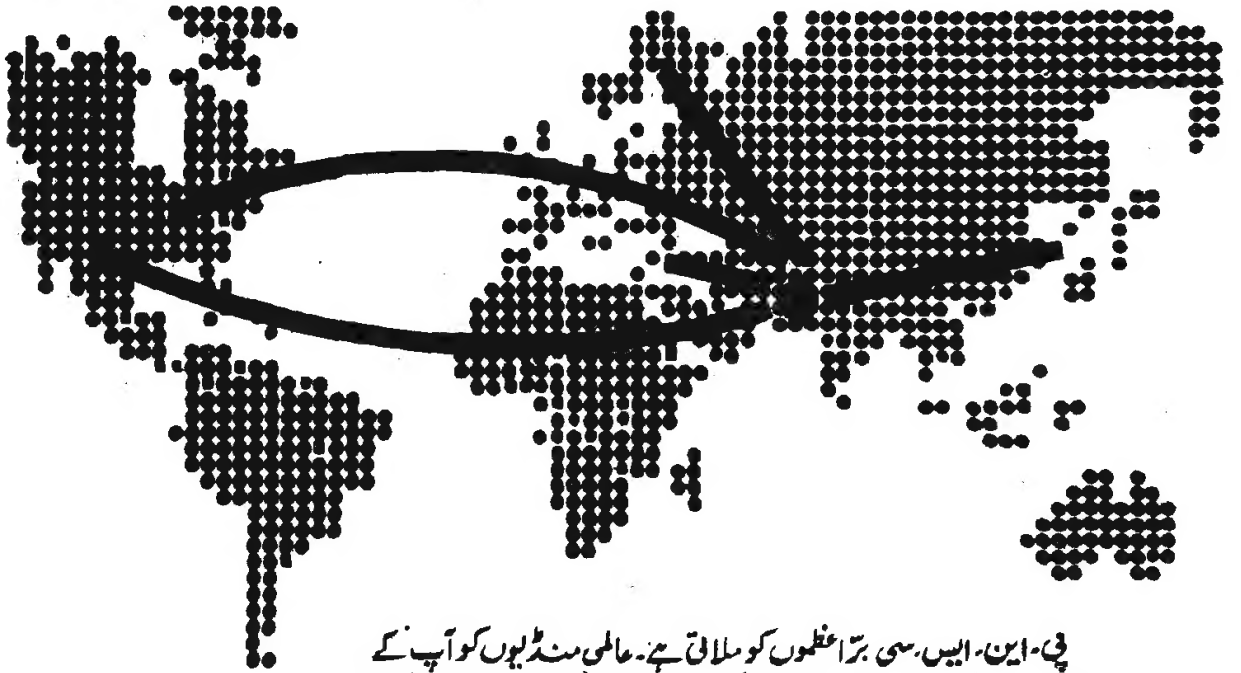 پی۔ این۔ ایس۔ سی برّاعظموں کو ملاتی ہے۔ عالمی منڈیوں کو آپ کے